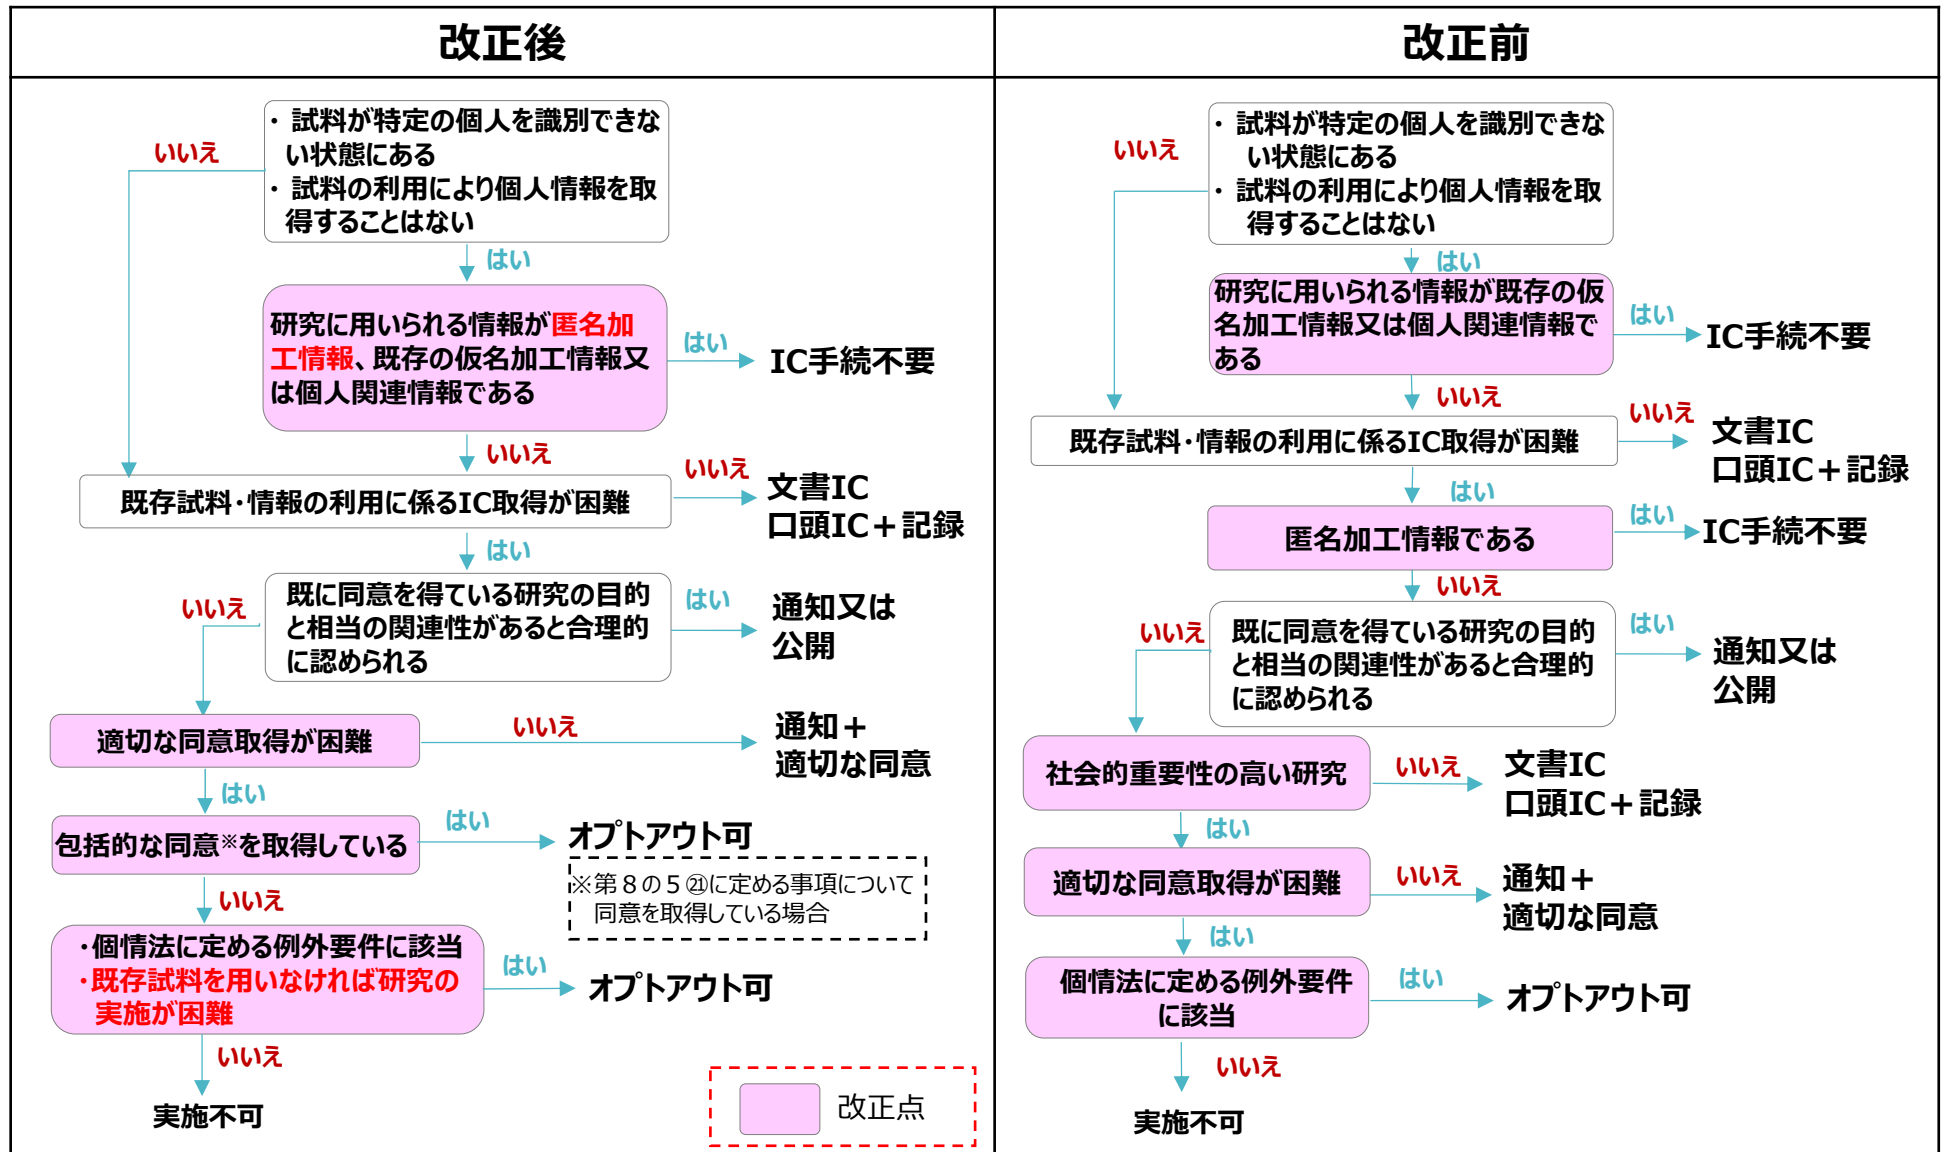 改正後
・ 試料が特定の個人を識別できな
い状態にある
・ 試料の利用により個人情報を取
得することはない
いいえ
はい
研究に用いられる情報が匿名加
工情報、既存の仮名加工情報又
は個人関連情報である
はい
IC手続不要
いいえ
既存試料・情報の利用に係るIC取得が困難
いいえ
文書IC
口頭IC＋記録
はい
既に同意を得ている研究の目的
と相当の関連性があると合理的
に認められる
はい
通知又は
公開
いいえ
適切な同意取得が困難
いいえ
通知＋
適切な同意
はい
包括的な同意※を取得している
はい
オプトアウト可
※第８の５㉑に定める事項について
同意を取得している場合
いいえ
・個情法に定める例外要件に該当
・既存試料を用いなければ研究の
実施が困難
はい
オプトアウト可
いいえ
実施不可
改正点
改正前
・ 試料が特定の個人を識別できな
い状態にある
・ 試料の利用により個人情報を取
得することはない
いいえ
はい
研究に用いられる情報が既存の仮
名加工情報又は個人関連情報で
ある
はい
IC手続不要
いいえ
既存試料・情報の利用に係るIC取得が困難
いいえ
文書IC
口頭IC＋記録
はい
匿名加工情報である
はい
IC手続不要
いいえ
既に同意を得ている研究の目的
と相当の関連性があると合理的
に認められる
はい
通知又は
公開
いいえ
社会的重要性の高い研究
いいえ
文書IC
口頭IC＋記録
はい
適切な同意取得が困難
いいえ
通知＋
適切な同意
はい
個情法に定める例外要件
に該当
はい
オプトアウト可
いいえ
実施不可